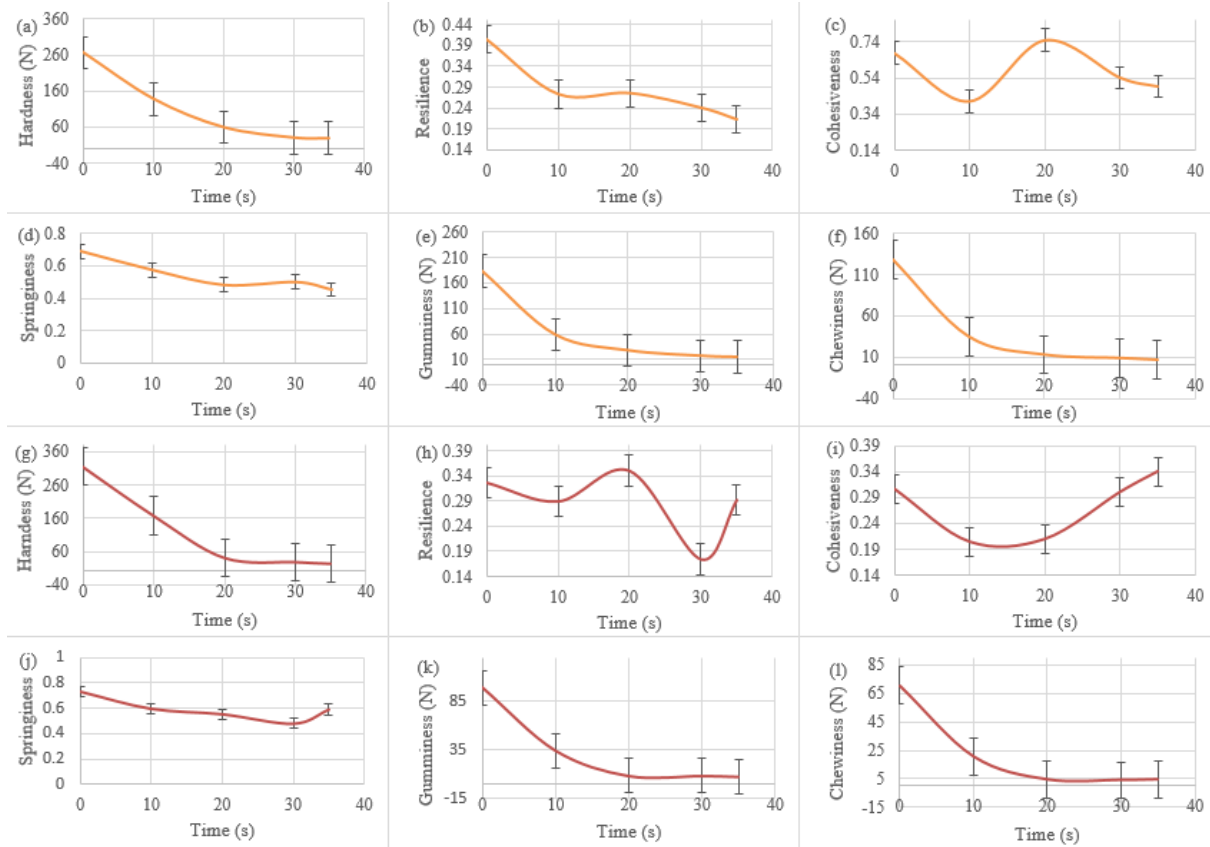 (a)
Hardness (N)
360
260
160
60
-40
0 10 20 30 40
Time (s)
(b)
Resilience
0.44
0.39
0.34
0.29
0.24
0.19
0.14
0 10 20 30 40
Time (s)
(c)
Cohesiveness
0.74
0.54
0.34
0.14
0 10 20 30 40
Time (s)
(d)
Springiness
0.8
0.6
0.4
0.2
0
0 10 20 30 40
Time (s)
(e)
Gumminess (N)
260
210
160
110
60
10
-40
0 10 20 30 40
Time (s)
(f)
Chewiness (N)
160
110
60
10
-40
0 10 20 30 40
Time (s)
(g)
Harndess (N)
360
260
160
60
-40
0 10 20 30 40
Time (s)
(h)
Resilience
0.39
0.34
0.29
0.24
0.19
0.14
0 10 20 30 40
Time (s)
(i)
Cohesiveness
0.39
0.34
0.29
0.24
0.19
0.14
0 10 20 30 40
Time (s)
(j)
Springiness
1
0.8
0.6
0.4
0.2
0
0 10 20 30 40
Time (s)
(k)
Gumminess (N)
85
35
-15
0 10 20 30 40
Time (s)
(l)
Chewiness (N)
85
65
45
25
5
-15
0 10 20 30 40
Time (s)